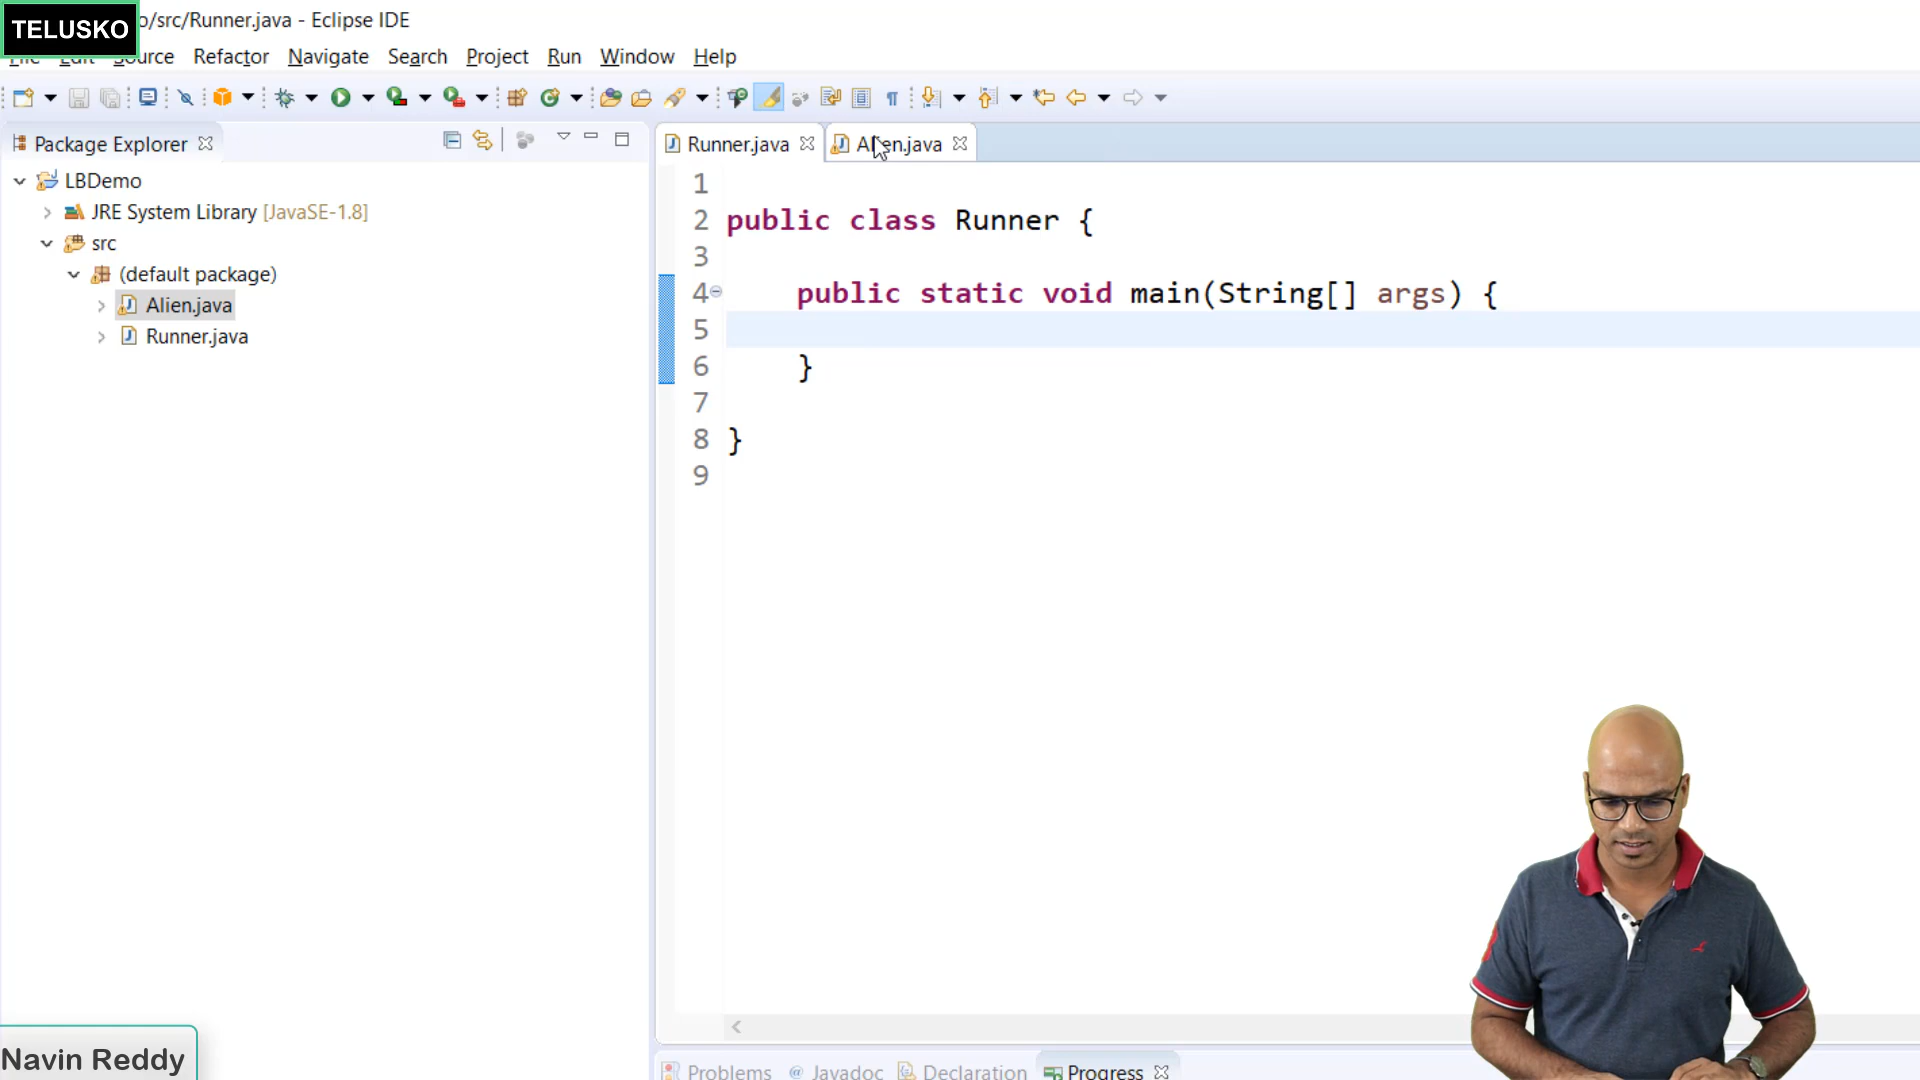 TELUSKO
o/src/Runner.java - Eclipse IDE
File Edit Source Refactor Navigate Search Project Run Window Help
Package Explorer
Runner.java
Alien.java
LBDemo
JRE System Library [JavaSE-1.8]
src
(default package)
Alien.java
Runner.java
1
2 public class Runner {
3
4 public static void main(String[] args) {
5
6 }
7
8 }
9
Navin Reddy
Problems @ Javadoc Declaration Progress